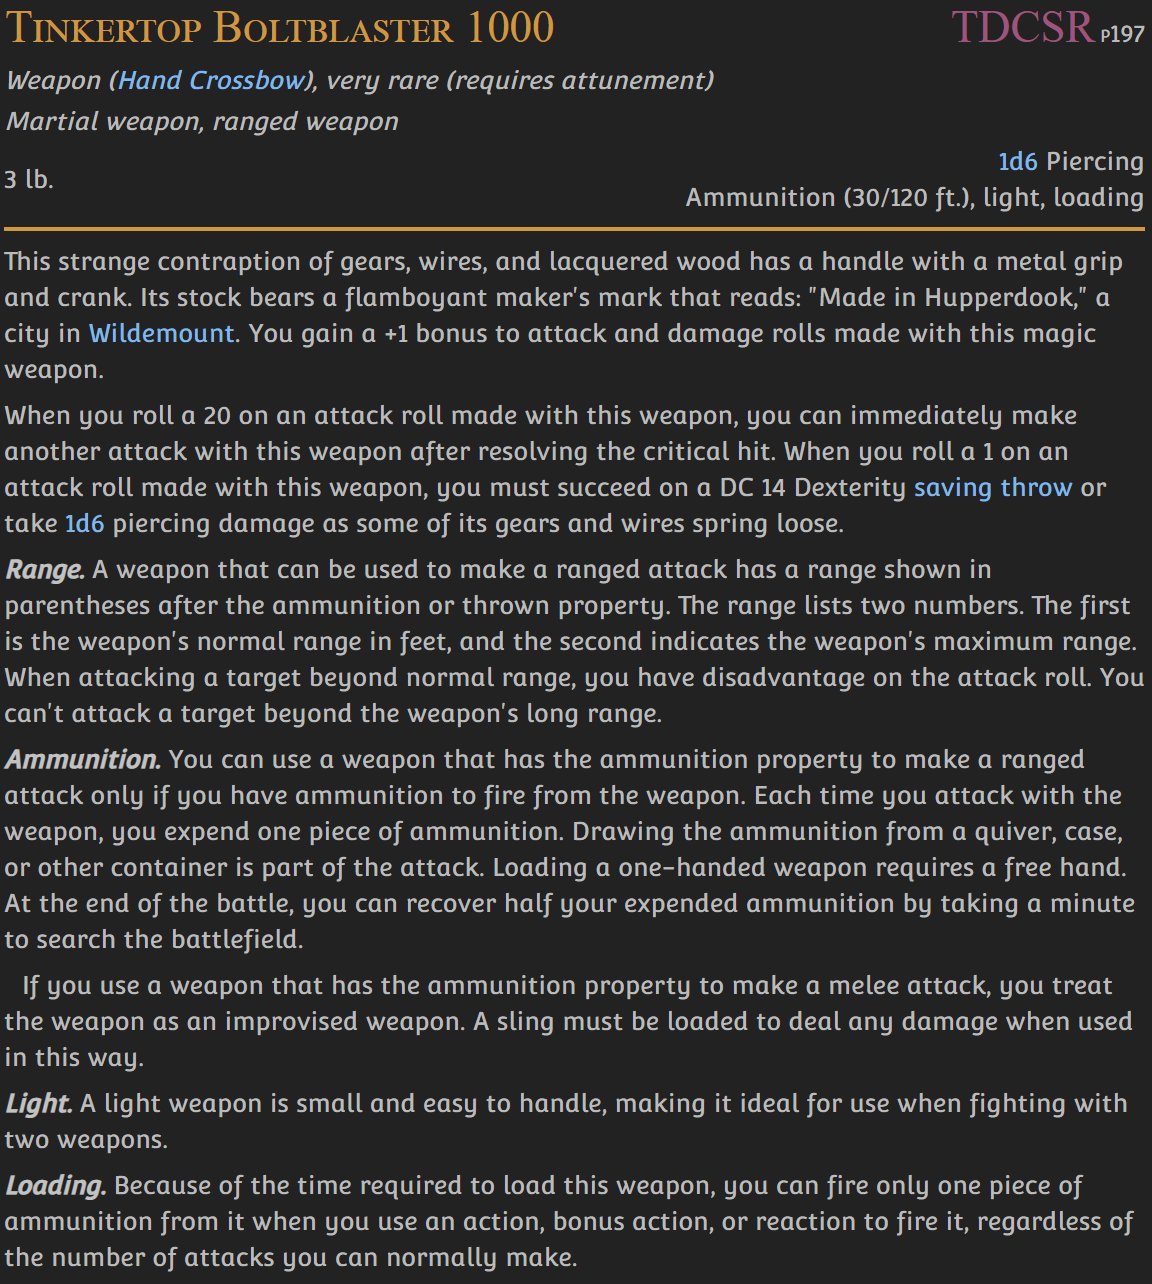 Tinkertop Boltblaster 1000 TDCSR P197
Weapon (Hand Crossbow), very rare (requires attunement)
Martial weapon, ranged weapon
3 lb.
1d6 Piercing
Ammunition (30/120 ft.), light, loading
This strange contraption of gears, wires, and lacquered wood has a handle with a metal grip
and crank. Its stock bears a flamboyant maker's mark that reads: "Made in Hupperdook," a
city in Wildemount. You gain a +1 bonus to attack and damage rolls made with this magic
weapon.
When you roll a 20 on an attack roll made with this weapon, you can immediately make
another attack with this weapon after resolving the critical hit. When you roll a 1 on an
attack roll made with this weapon, you must succeed on a DC 14 Dexterity saving throw or
take 1d6 piercing damage as some of its gears and wires spring loose.
Range. A weapon that can be used to make a ranged attack has a range shown in
parentheses after the ammunition or thrown property. The range lists two numbers. The first
is the weapon's normal range in feet, and the second indicates the weapon's maximum range.
When attacking a target beyond normal range, you have disadvantage on the attack roll. You
can't attack a target beyond the weapon's long range.
Ammunition. You can use a weapon that has the ammunition property to make a ranged
attack only if you have ammunition to fire from the weapon. Each time you attack with the
weapon, you expend one piece of ammunition. Drawing the ammunition from a quiver, case,
or other container is part of the attack. Loading a one-handed weapon requires a free hand.
At the end of the battle, you can recover half your expended ammunition by taking a minute
to search the battlefield.
If you use a weapon that has the ammunition property to make a melee attack, you treat
the weapon as an improvised weapon. A sling must be loaded to deal any damage when used
in this way.
Light. A light weapon is small and easy to handle, making it ideal for use when fighting with
two weapons.
Loading. Because of the time required to load this weapon, you can fire only one piece of
ammunition from it when you use an action, bonus action, or reaction to fire it, regardless of
the number of attacks you can normally make.